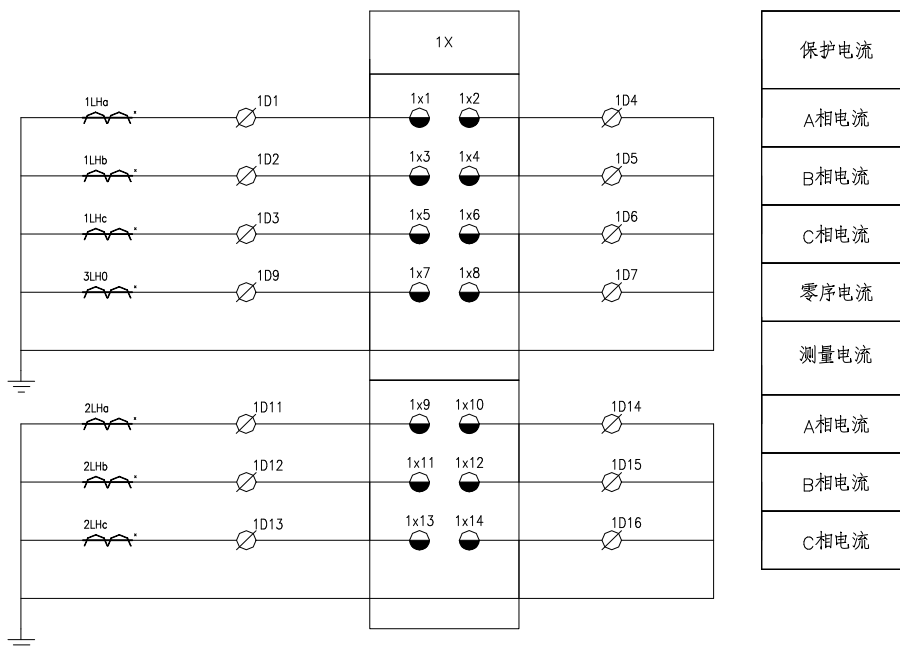 1X
保护电流
1LHa 1D1 1x1 1x2 1D4 A相电流
1LHb 1D2 1x3 1x4 1D5 B相电流
1LHc 1D3 1x5 1x6 1D6 C相电流
3LH0 1D9 1x7 1x8 1D7 零序电流
测量电流
2LHa 1D11 1x9 1x10 1D14 A相电流
2LHb 1D12 1x11 1x12 1D15 B相电流
2LHc 1D13 1x13 1x14 1D16 C相电流